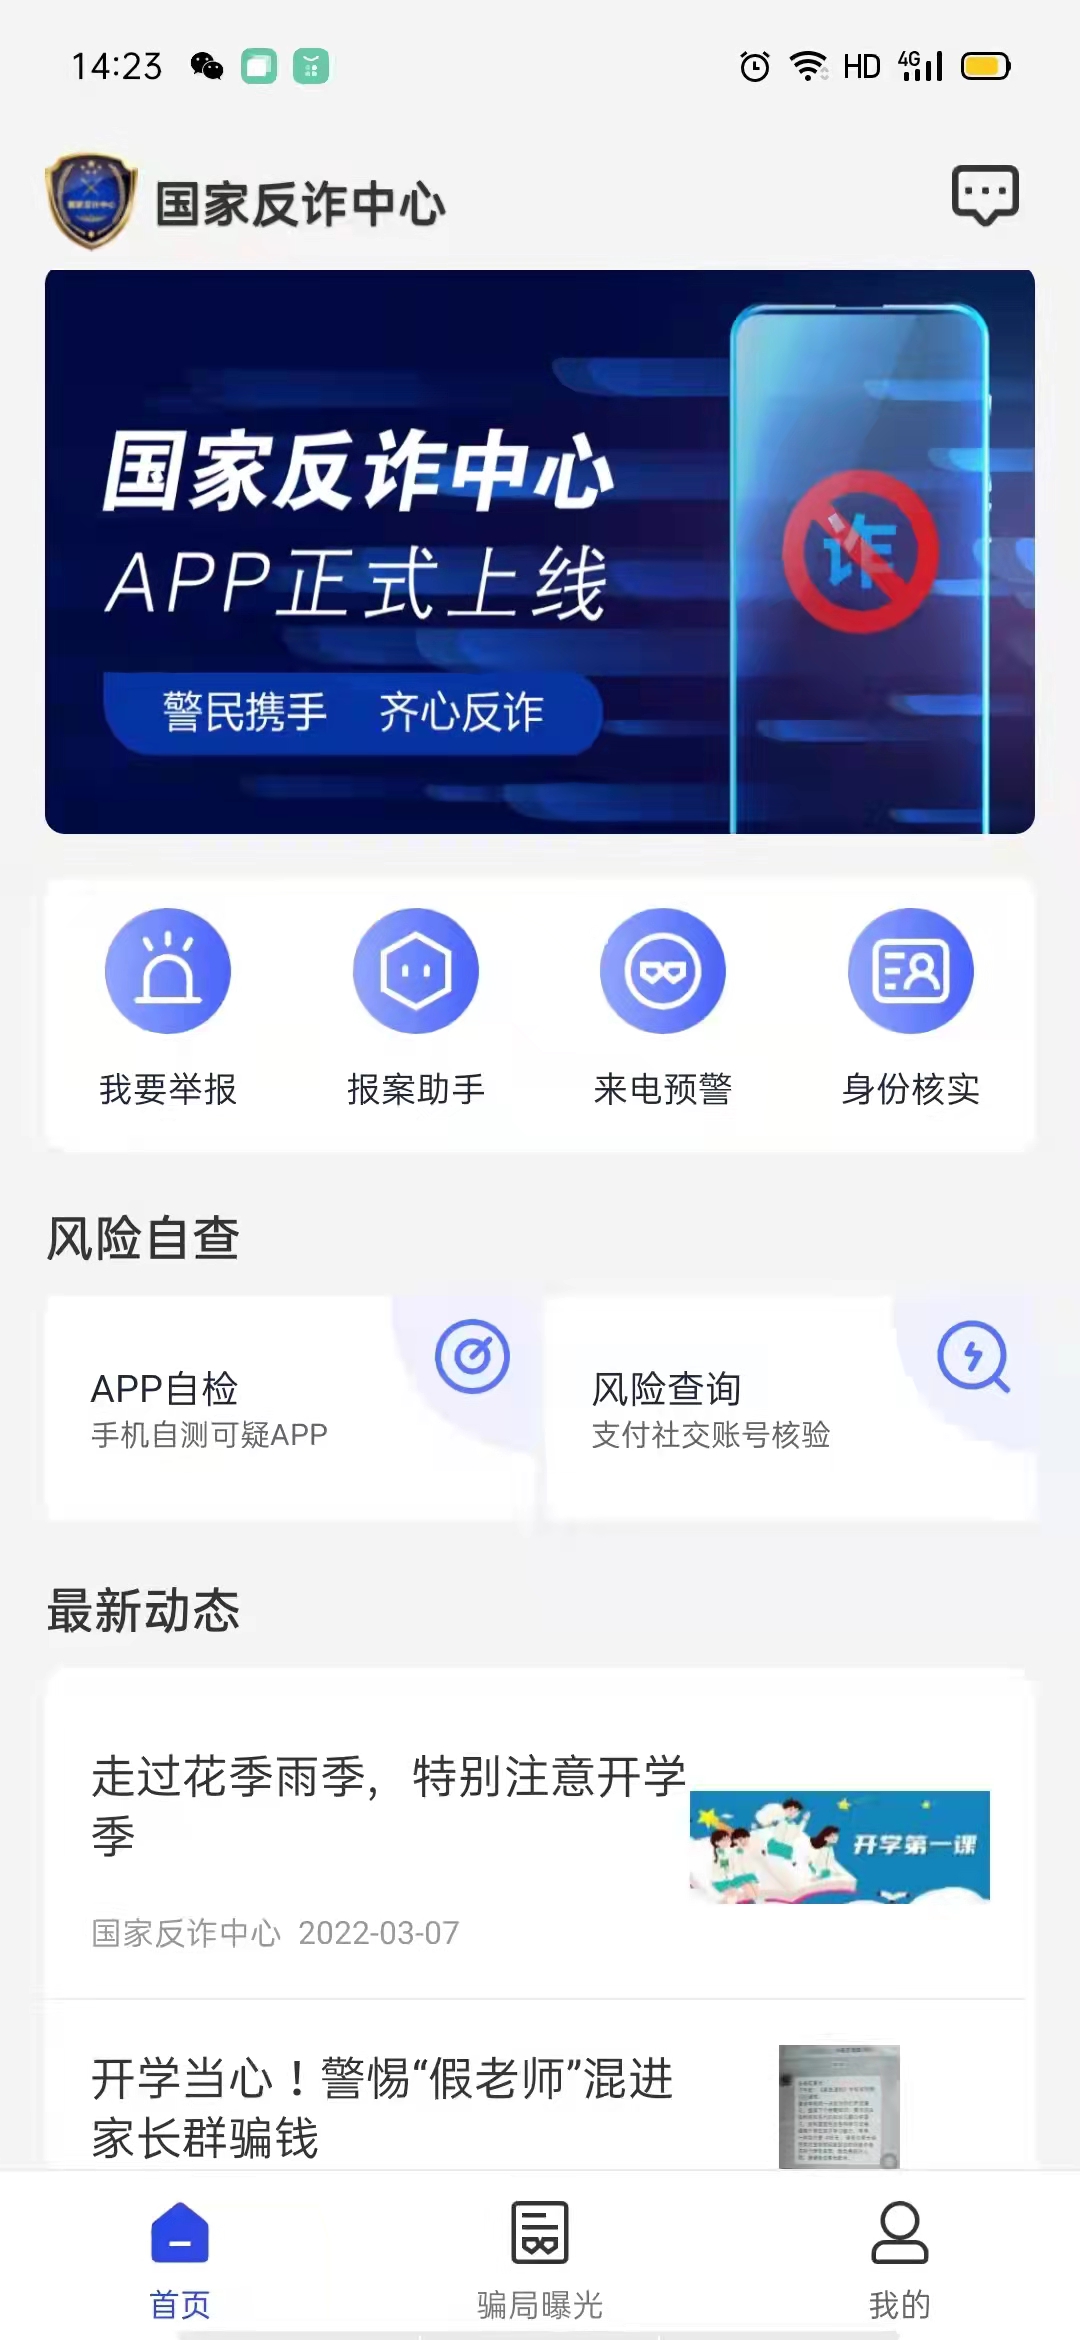 14:23
HD 4G
国家反诈中心
国家反诈中心
APP正式上线
诈
警民携手 齐心反诈
我要举报 报案助手 来电预警 身份核实
风险自查
APP自检 风险查询
手机自测可疑APP 支付社交账号核验
最新动态
走过花季雨季，特别注意开学
季
开学第一课
国家反诈中心 2022-03-07
开学当心！警惕“假老师”混进
家长群骗钱
首页 骗局曝光 我的